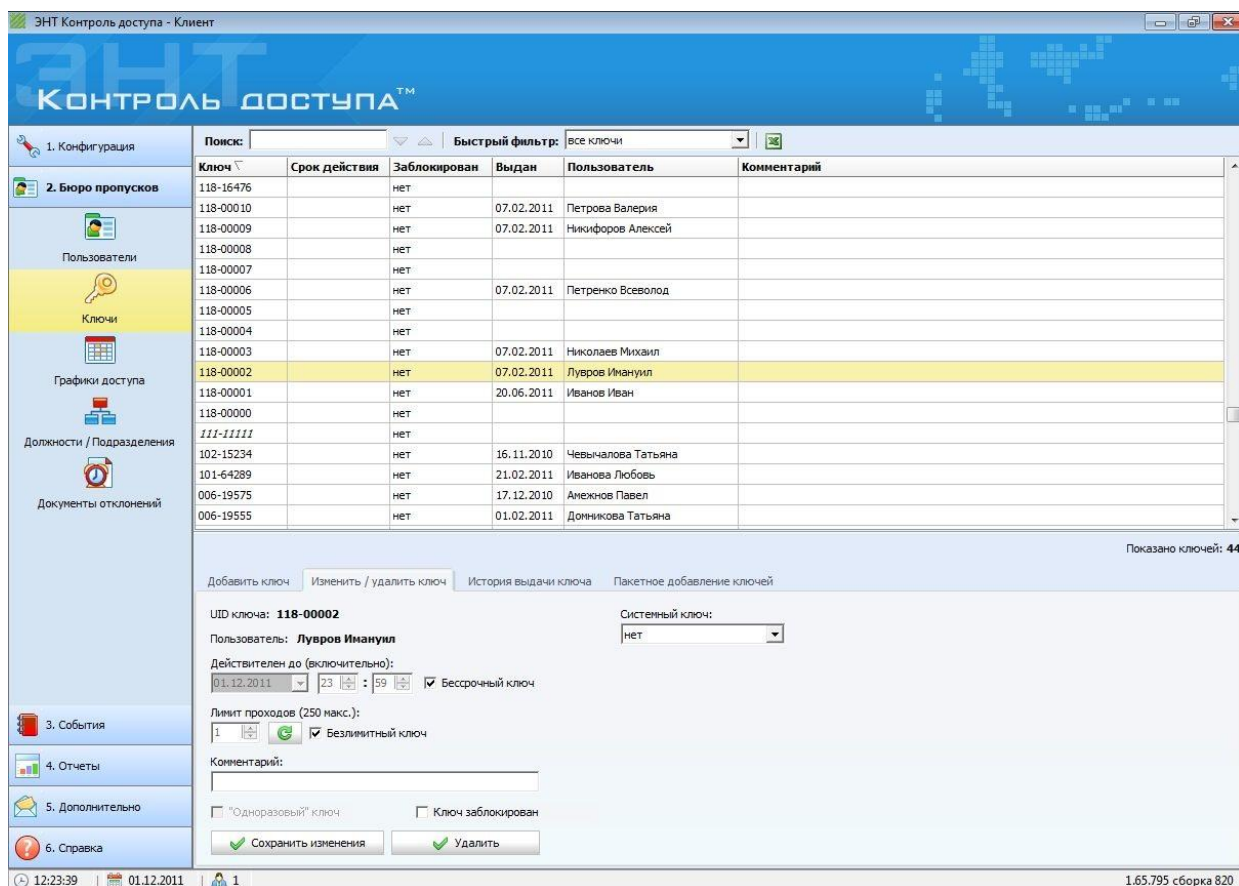 ЭНТ Контроль доступа - Клиент
ЭНТ
КОНТРОЛЬ ДОСТУПА™
1. Конфигурация
2. Бюро пропусков
Пользователи
Ключи
Графики доступа
Должности / Подразделения
Документы отклонений
3. События
4. Отчеты
5. Дополнительно
6. Справка
Поиск: Быстрый фильтр: все ключи
Ключ Срок действия Заблокирован Выдан Пользователь Комментарий
118-16476 нет
118-00010 нет 07.02.2011 Петрова Валерия
118-00009 нет 07.02.2011 Никифоров Алексей
118-00008 нет
118-00007 нет
118-00006 нет 07.02.2011 Петренко Всеволод
118-00005 нет
118-00004 нет
118-00003 нет 07.02.2011 Николаев Михаил
118-00002 нет 07.02.2011 Лувров Имануил
118-00001 нет 20.06.2011 Иванов Иван
118-00000 нет
111-11111 нет
102-15234 нет 16.11.2010 Чевычалова Татьяна
101-64289 нет 21.02.2011 Иванова Любовь
006-19575 нет 17.12.2010 Анежнов Павел
006-19555 нет 01.02.2011 Домникова Татьяна
Показано ключей: 44
Добавить ключ Изменить / удалить ключ История выдачи ключа Пакетное добавление ключей
UID ключа: 118-00002 Системный ключ:
Пользователь: Лувров Имануил нет
Действителен до (включительно):
01.12.2011 23 : 59 Бессрочный ключ
Лимит проходов (250 макс.):
1 Безлимитный ключ
Комментарий:
"Одноразовый" ключ Ключ заблокирован
Сохранить изменения Удалить
12:23:39 01.12.2011 1 1.65.795 сборка 820